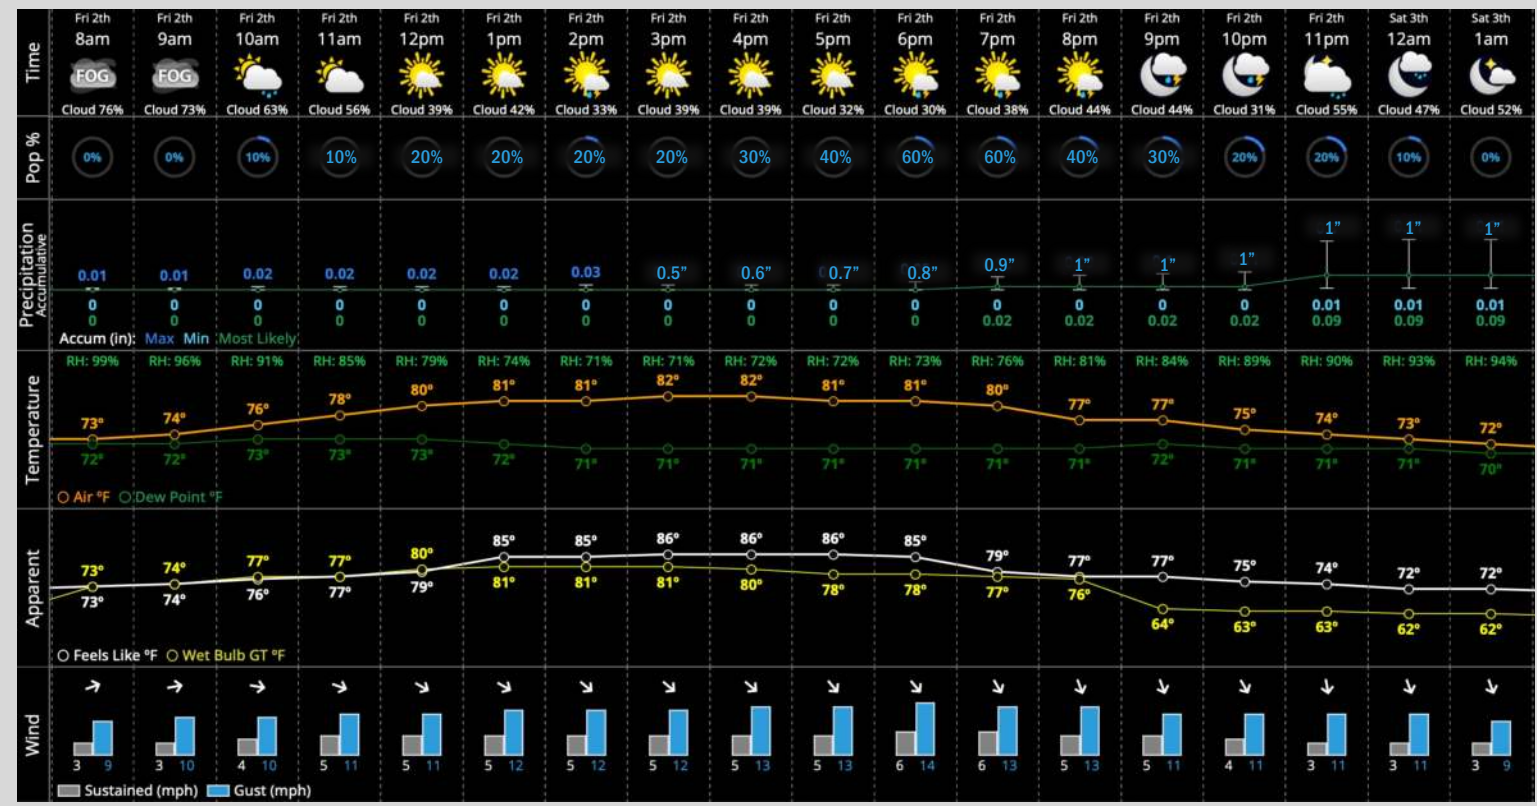 Time
Fri 2th Fri 2th Fri 2th Fri 2th Fri 2th Fri 2th Fri 2th Fri 2th Fri 2th Fri 2th Fri 2th Fri 2th Fri 2th Fri 2th Fri 2th Fri 2th Sat 3th Sat 3th
8am 9am 10am 11am 12pm 1pm 2pm 3pm 4pm 5pm 6pm 7pm 8pm 9pm 10pm 11pm 12am 1am
FOG FOG
Cloud 76% Cloud 73% Cloud 63% Cloud 56% Cloud 39% Cloud 42% Cloud 33% Cloud 39% Cloud 39% Cloud 32% Cloud 30% Cloud 38% Cloud 44% Cloud 44% Cloud 31% Cloud 55% Cloud 47% Cloud 52%
Pop %
0% 0% 10% 10% 20% 20% 20% 20% 30% 40% 60% 60% 40% 30% 20% 20% 10% 0%
Precipitation
Accumulative
0.01 0.01 0.02 0.02 0.02 0.02 0.03 0.5” 0.6” 0.7” 0.8” 0.9” 1” 1” 1” 1” 1” 1”
0 0 0 0 0 0 0 0 0 0 0 0 0 0 0 0.01 0.01 0.01
0 0 0 0 0 0 0 0 0 0 0 0.02 0.02 0.02 0.02 0.09 0.09 0.09
Accum (in): Max Min Most Likely
Temperature
RH: 99% RH: 96% RH: 91% RH: 85% RH: 79% RH: 74% RH: 71% RH: 71% RH: 72% RH: 72% RH: 73% RH: 76% RH: 81% RH: 84% RH: 89% RH: 90% RH: 93% RH: 94%
73° 74° 76° 78° 80° 81° 81° 82° 82° 81° 81° 80° 77° 77° 75° 74° 73° 72°
72° 72° 73° 73° 73° 72° 71° 71° 71° 71° 71° 71° 71° 72° 71° 71° 71° 70°
Air °F Dew Point °F
Apparent
73° 74° 77° 77° 80° 85° 85° 86° 86° 86° 85° 79° 77° 77° 75° 74° 72° 72°
73° 74° 76° 77° 79° 81° 81° 81° 80° 78° 78° 77° 76° 64° 63° 63° 62° 62°
Feels Like °F Wet Bulb GT °F
Wind
3 9 3 10 4 10 5 11 5 11 5 12 5 12 5 12 5 13 5 13 6 14 6 13 5 13 5 11 4 11 3 11 3 11 3 9
Sustained (mph) Gust (mph)